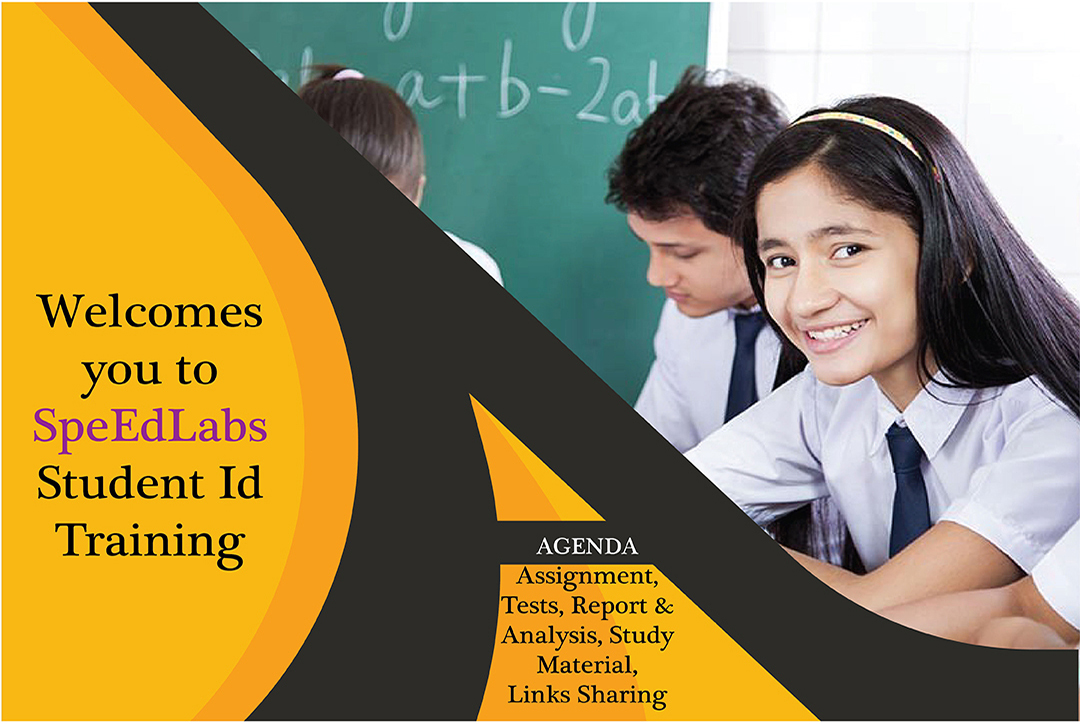 Welcomes
you to
SpeEdLabs
Student Id
Training
a+b-2ab
AGENDA
Assignment,
Tests, Report &
Analysis, Study
Material,
Links Sharing